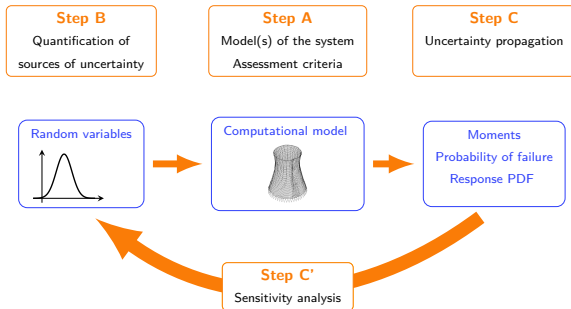 Step B
Quantification of
sources of uncertainty
Step A
Model(s) of the system
Assessment criteria
Step C
Uncertainty propagation
Random variables
Computational model
Moments
Probability of failure
Response PDF
Step C'
Sensitivity analysis